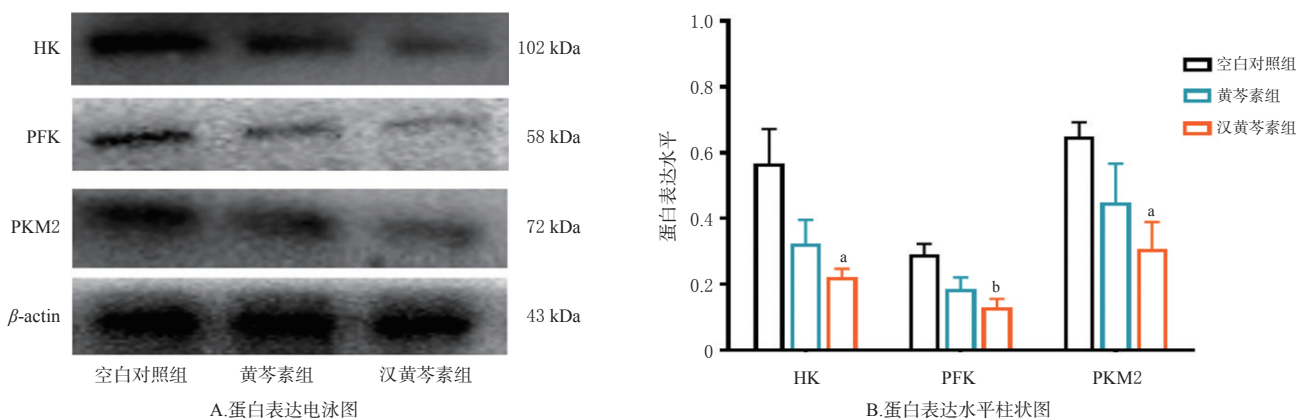 HK
102 kDa
PFK
58 kDa
PKM2
72 kDa
β-actin
43 kDa
空白对照组 黄芩素组 汉黄芩素组
A.蛋白表达电泳图
1.0
0.8
0.6
0.4
0.2
0
蛋白表达水平
空白对照组
黄芩素组
汉黄芩素组
a
b
a
HK PFK PKM2
B.蛋白表达水平柱状图